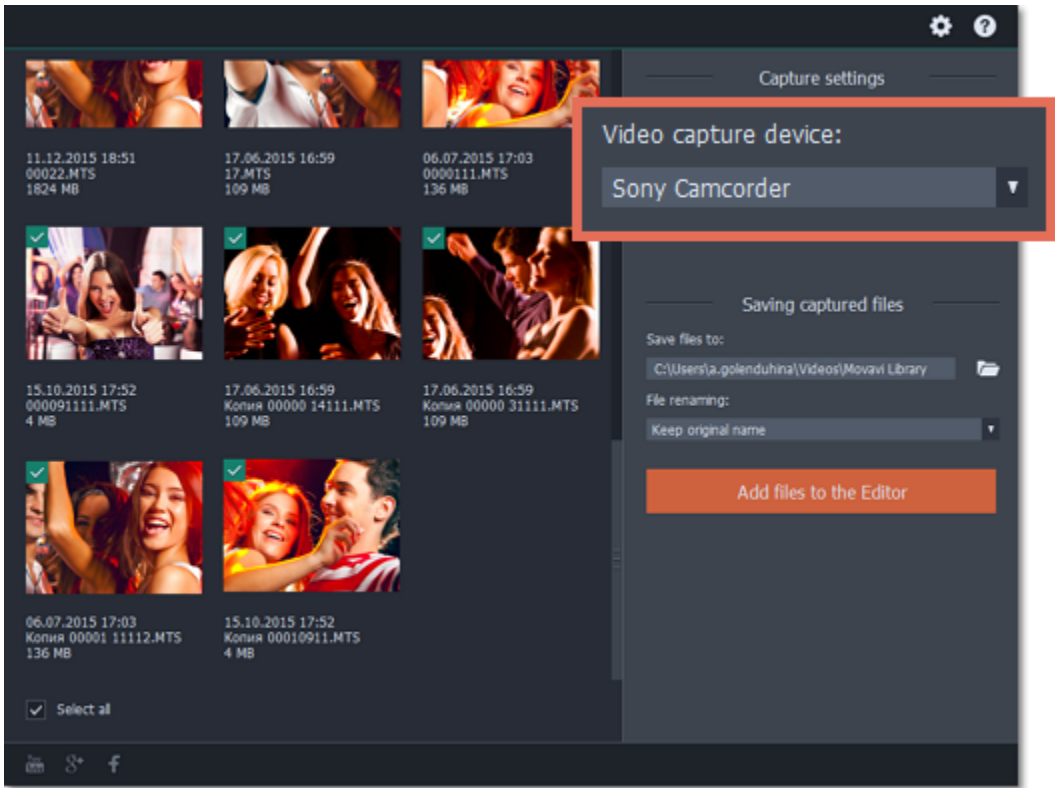 11.12.2015 18:51
00022.MTS
1824 MB
17.06.2015 16:59
17.MTS
109 MB
06.07.2015 17:03
0000111.MTS
136 MB
15.10.2015 17:52
000091111.MTS
4 MB
17.06.2015 16:59
Копия 00000 14111.MTS
109 MB
17.06.2015 16:59
Копия 00000 31111.MTS
109 MB
06.07.2015 17:03
Копия 00001 11112.MTS
136 MB
15.10.2015 17:52
Копия 00010911.MTS
4 MB
Select all
Capture settings
Video capture device:
Sony Camcorder
Saving captured files
Save files to:
C:\Users\a.golenduhina\Videos\Movavi Library
File renaming:
Keep original name
Add files to the Editor